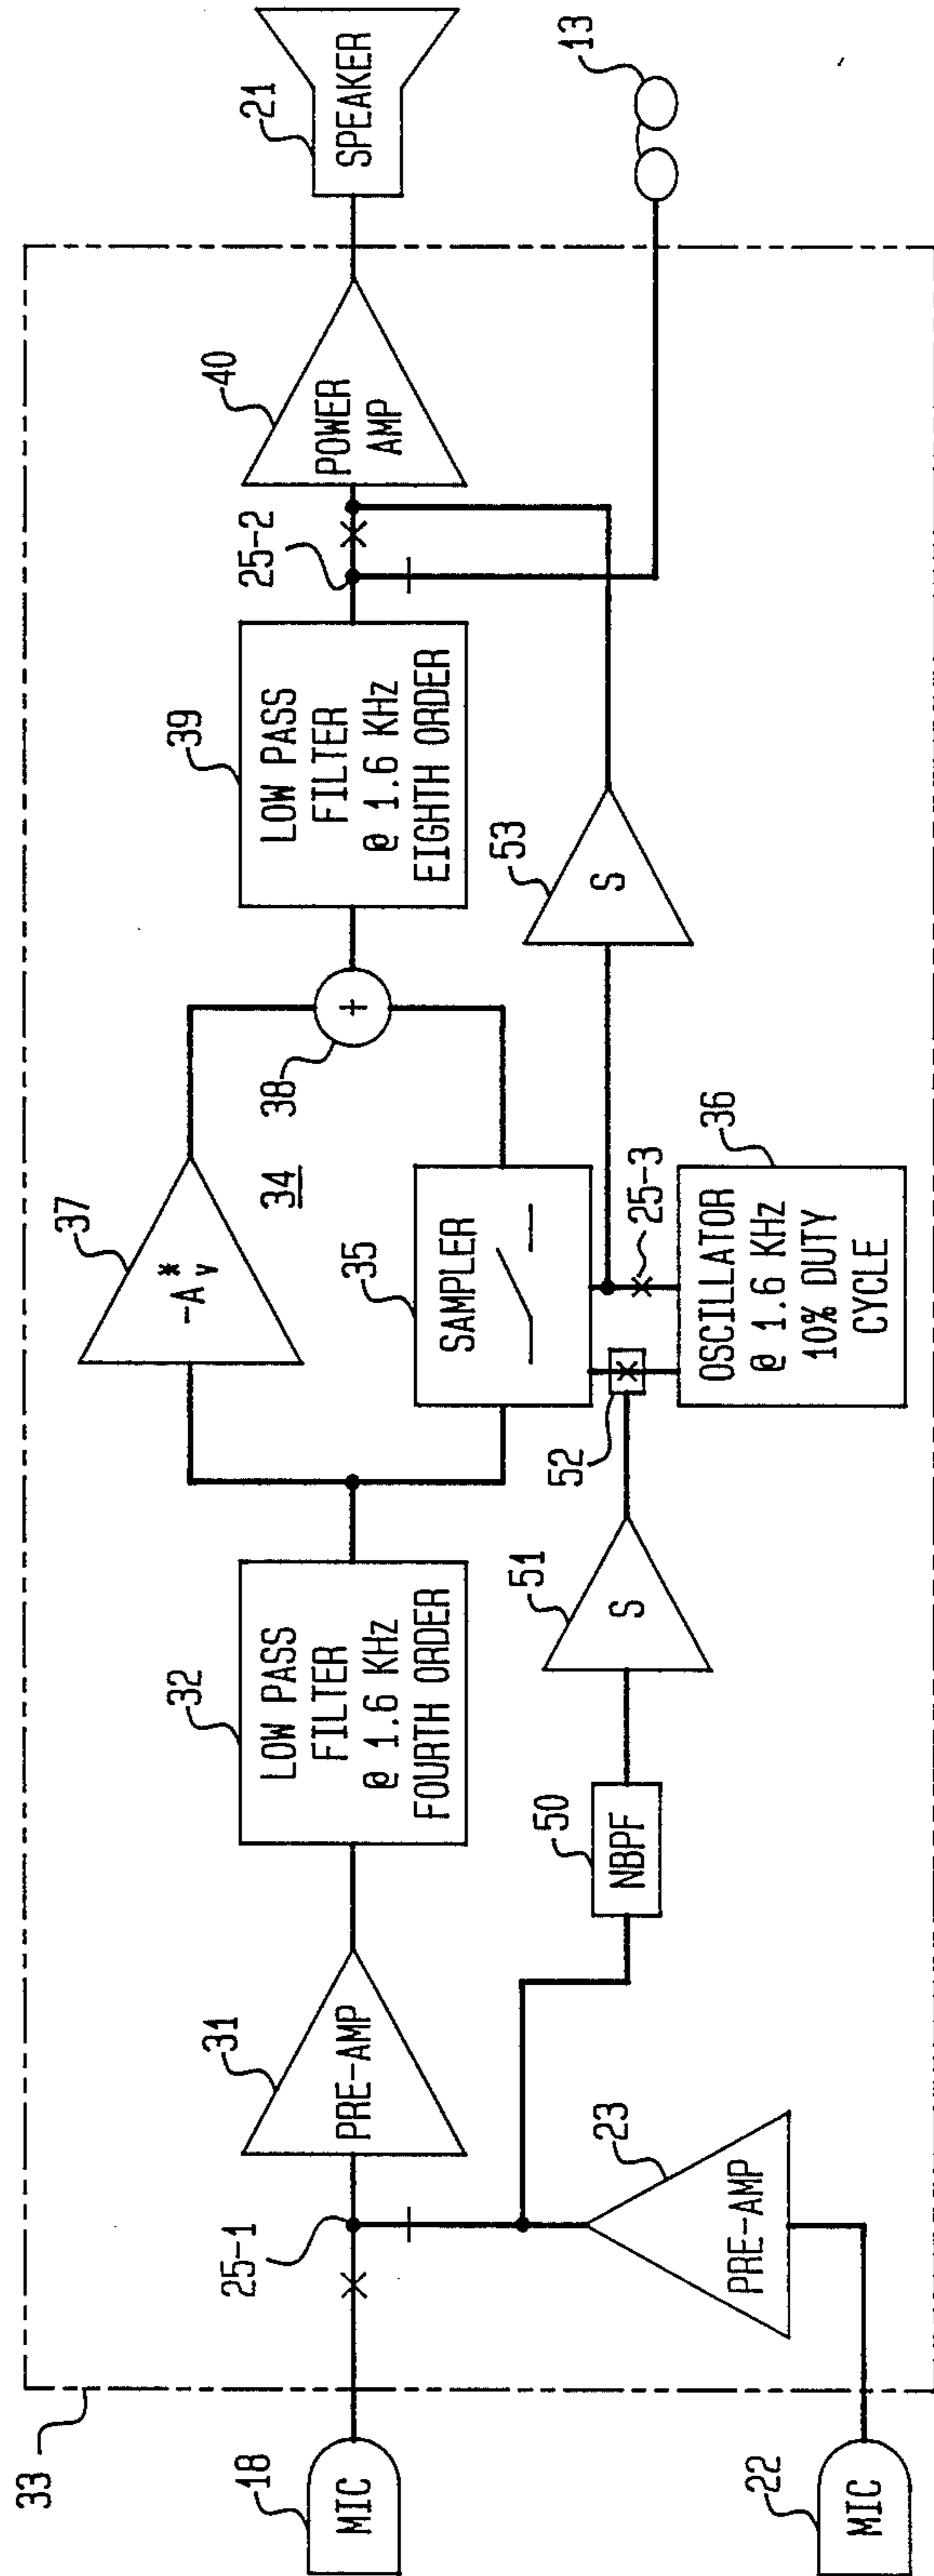 33
18
MIC
22
MIC
25-1
31
PRE-AMP
23
PRE-AMP
32
LOW PASS
FILTER
@ 1.6 KHz
FOURTH ORDER
50
NBPF
51
S
52
37
-A*v
34
35
SAMPLER
38
+
36
OSCILLATOR
@ 1.6 KHz
10% DUTY
CYCLE
25-3
39
LOW PASS
FILTER
@ 1.6 KHz
EIGHTH ORDER
53
S
25-2
40
POWER
AMP
21
SPEAKER
13